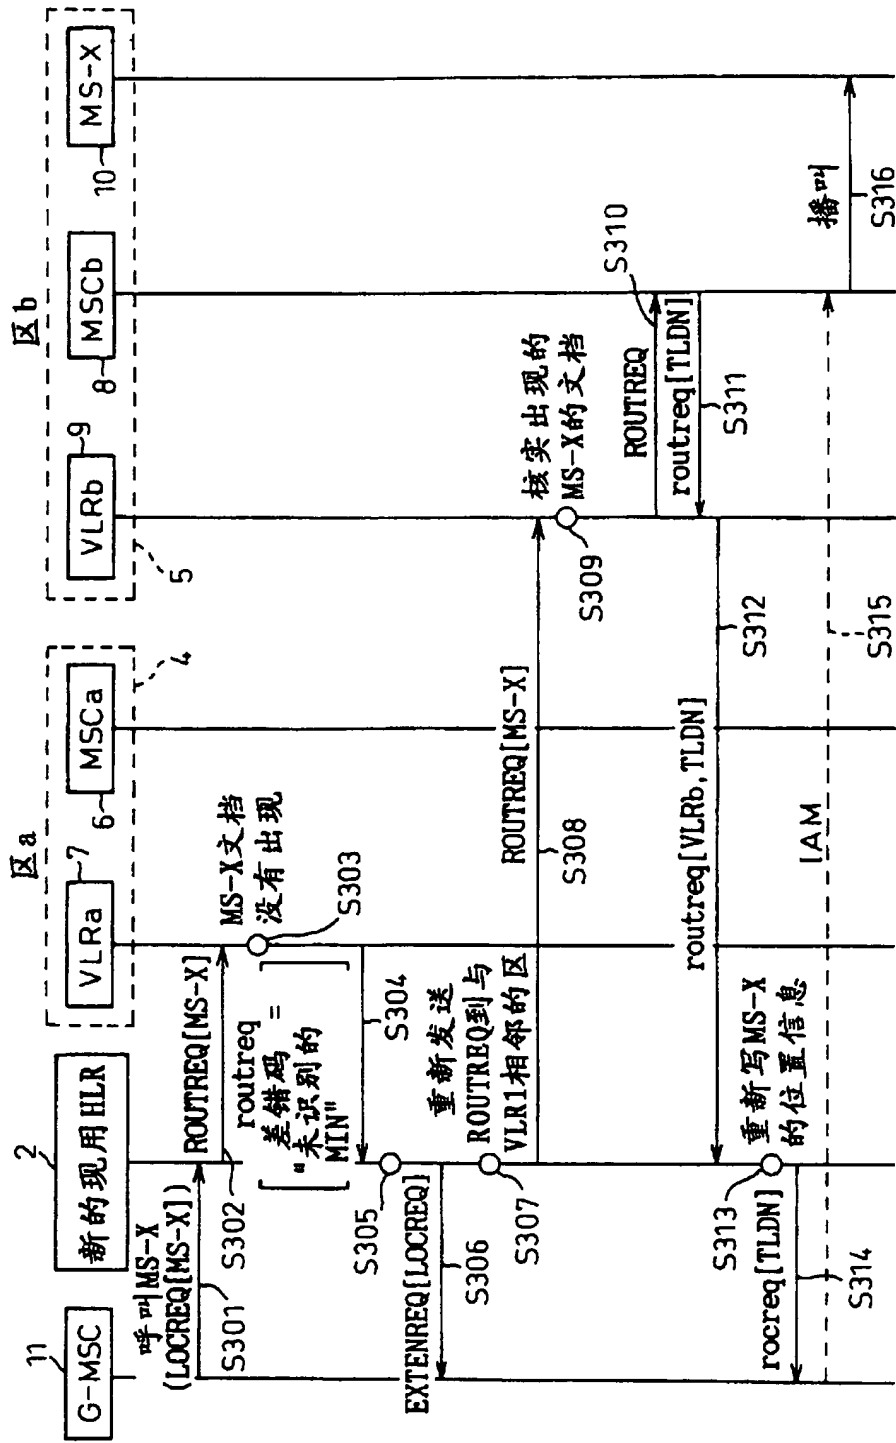 区a
区b
11
G-MSC
2
新的现用HLR
7
VLRa
6
MSCa
4
9
VLRb
5
8
MSCb
10
MS-X
呼叫MS-X
(LOCREQ[MS-X])
S301
ROUTREQ[MS-X]
S302
MS-X文档
没有出现
S303
routreq
差错码 =
"未识别的
MIN"
S304
S305
EXTENREQ[LOCREQ]
S306
重新发送
ROUTREQ到与
VLR1相邻的区
S307
ROUTREQ[MS-X]
S308
核实出现的
MS-X的文档
S309
ROUTREQ
S310
routreq[TLDN]
S311
routreq[VLRb,TLDN]
S312
重新写MS-X
的位置信息
S313
rocreq[TLDN]
S314
IAM
S315
播叫
S316